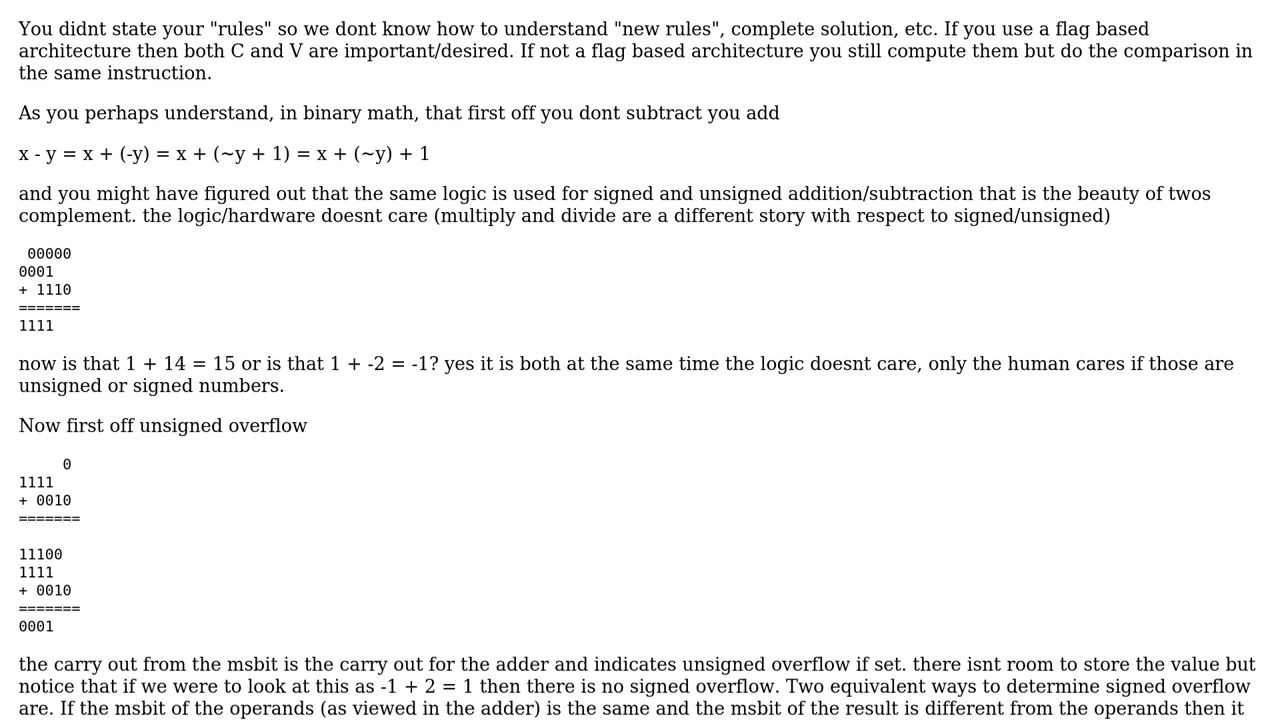 You didnt state your "rules" so we dont know how to understand "new rules", complete solution, etc. If you use a flag based
architecture then both C and V are important/desired. If not a flag based architecture you still compute them but do the comparison in
the same instruction.
As you perhaps understand, in binary math, that first off you dont subtract you add
x - y = x + (-y) = x + (~y + 1) = x + (~y) + 1
and you might have figured out that the same logic is used for signed and unsigned addition/subtraction that is the beauty of twos
complement. the logic/hardware doesnt care (multiply and divide are a different story with respect to signed/unsigned)
 00000
0001
+ 1110
=======
1111
now is that 1 + 14 = 15 or is that 1 + -2 = -1? yes it is both at the same time the logic doesnt care, only the human cares if those are
unsigned or signed numbers.
Now first off unsigned overflow
     0
1111
+ 0010
=======
11100
1111
+ 0010
=======
0001
the carry out from the msbit is the carry out for the adder and indicates unsigned overflow if set. there isnt room to store the value but
notice that if we were to look at this as -1 + 2 = 1 then there is no signed overflow. Two equivalent ways to determine signed overflow
are. If the msbit of the operands (as viewed in the adder) is the same and the msbit of the result is different from the operands then it